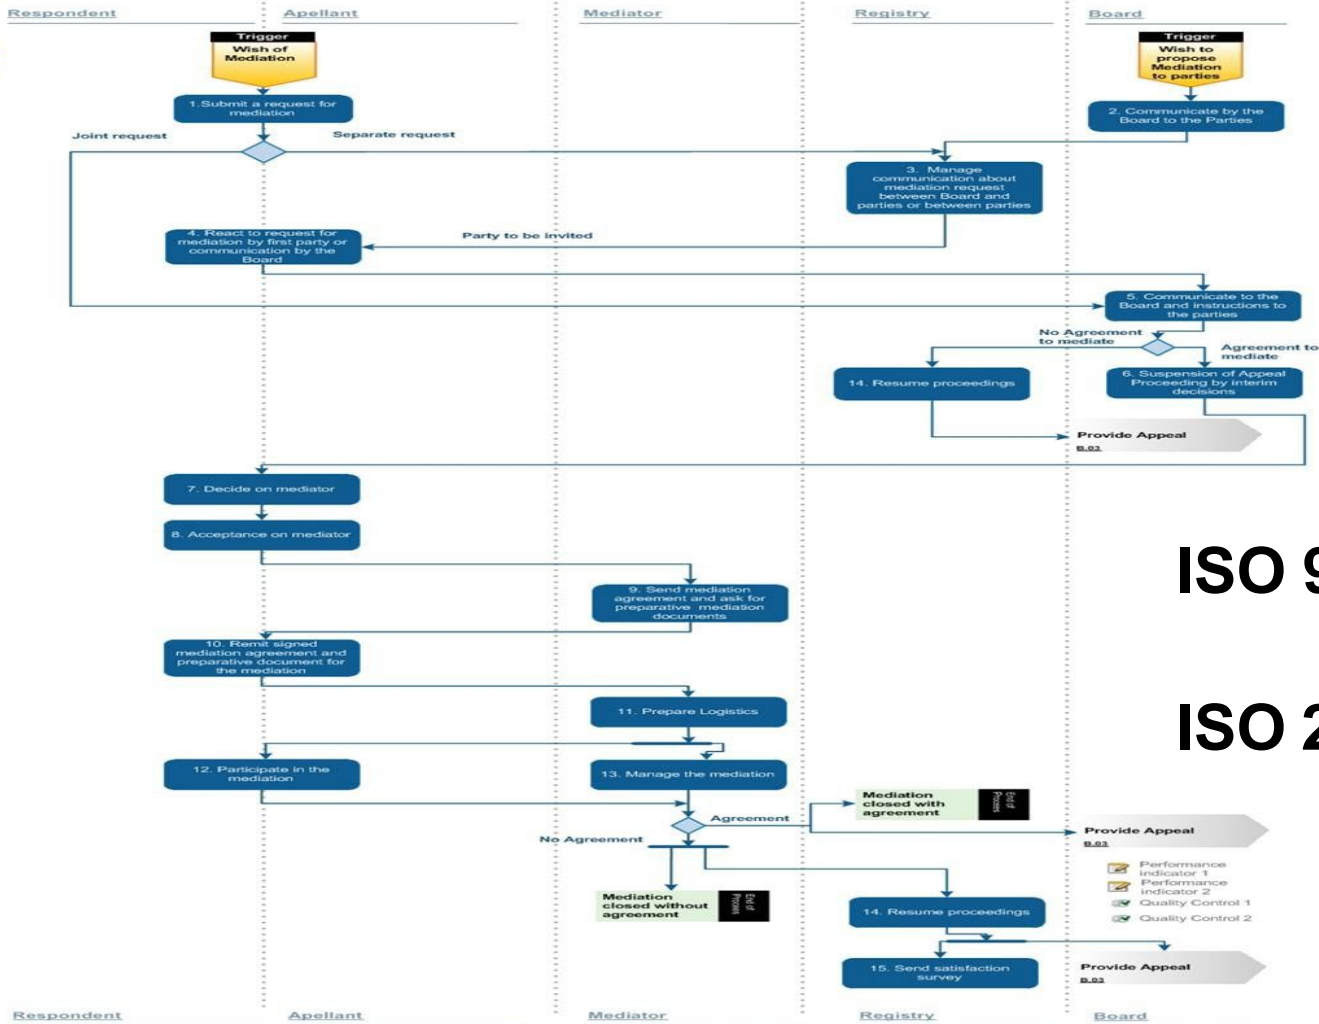 Respondent
Apellant
Mediator
Registry
Board
Trigger
Wish of
Mediation
Trigger
Wish to
propose
Mediation
to parties
1.Submit a request for
mediation
2. Communicate by the
Board to the Parties
Joint request
Separate request
3. Manage
communication about
mediation request
between Board and
parties or between parties
4. React to request for
mediation by first party or
communication by the
Board
Party to be invited
5. Communicate to the
Board and instructions to
the parties
No Agreement
to mediate
Agreement to
mediate
14. Resume proceedings
6. Suspension of Appeal
Proceeding by interim
decisions
Provide Appeal
B.03
7. Decide on mediator
8. Acceptance on mediator
ISO 9
9. Send mediation
agreement and ask for
preparative mediation
documents
10. Remit signed
mediation agreement and
preparative document for
the mediation
11. Prepare Logistics
ISO 2
12. Participate in the
mediation
13. Manage the mediation
Mediation
closed with
agreement
End of
Process
Agreement
No Agreement
Provide Appeal
B.03
Performance
indicator 1
Performance
indicator 2
Quality Control 1
Quality Control 2
Mediation
closed without
agreement
End of
Process
14. Resume proceedings
15. Send satisfaction
survey
Provide Appeal
B.03
Respondent
Apellant
Mediator
Registry
Board